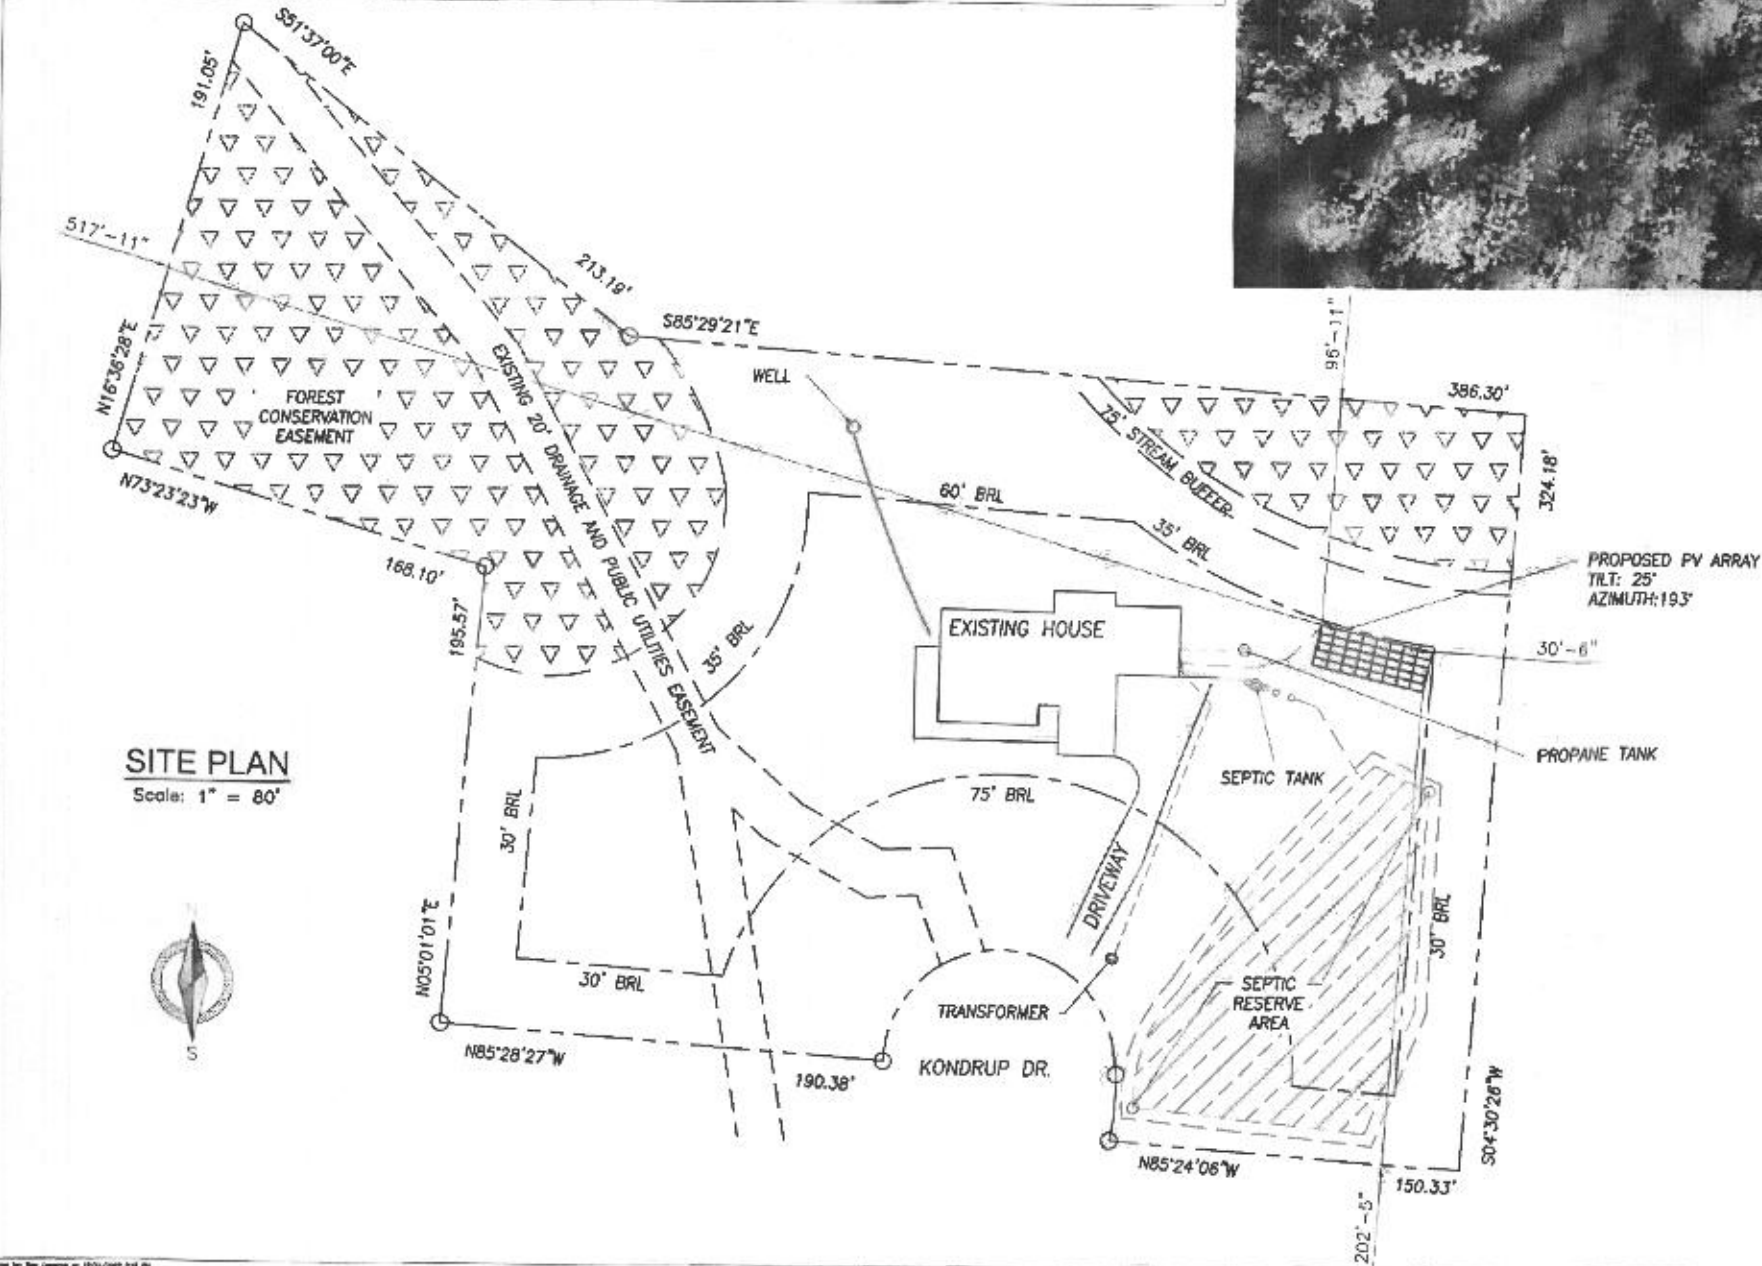 S51°37'00"E
191.05'
517'-11"
213.19'
S85°29'21"E
96'-11"
WELL
386.30'
N16°36'28"E
FOREST
CONSERVATION
EASEMENT
EXISTING 20' DRAINAGE AND PUBLIC UTILITIES EASEMENT
75' STREAM BUFFER
324.18'
N73°23'23"W
60' BRL
35' BRL
168.10'
PROPOSED PV ARRAY
TILT: 25°
AZIMUTH:193°
195.57'
35' BRL
EXISTING HOUSE
30'-6"
SITE PLAN
Scale: 1" = 80'
PROPANE TANK
SEPTIC TANK
75' BRL
30' BRL
DRIVEWAY
30' BRL
N05°01'01"E
30' BRL
N
S
TRANSFORMER
SEPTIC
RESERVE
AREA
N85°28'27"W
190.38'
KONDRUP DR.
S04°30'26"W
N85°24'06"W
150.33'
202'-5"